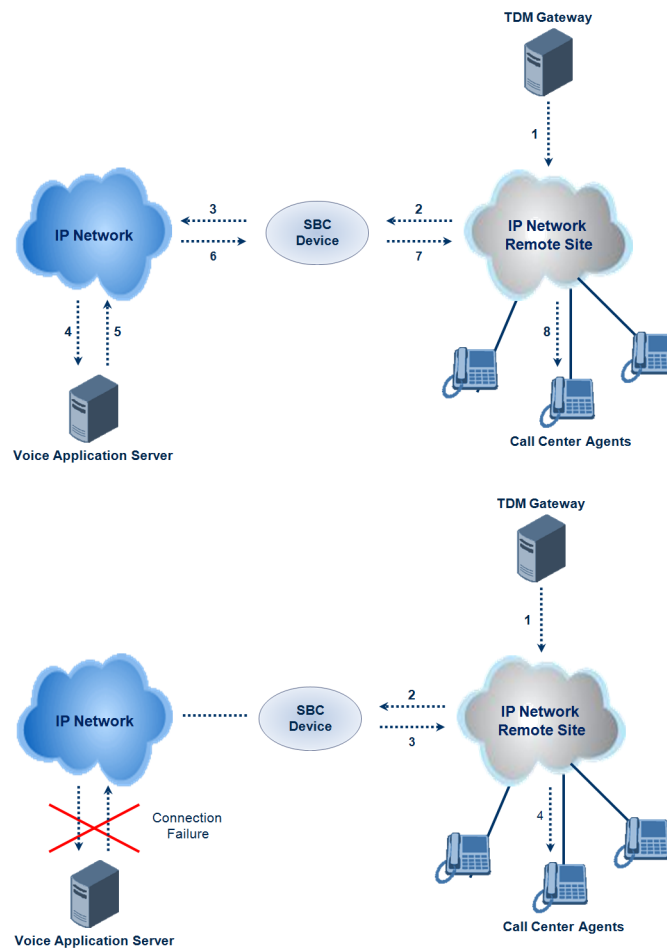 TDM Gateway
1
3
2
IP Network
SBC
Device
IP Network
Remote Site
6
7
4
5
8
Voice Application Server
Call Center Agents
TDM Gateway
1
2
IP Network
SBC
Device
IP Network
Remote Site
3
Connection
Failure
4
Call Center Agents
Voice Application Server